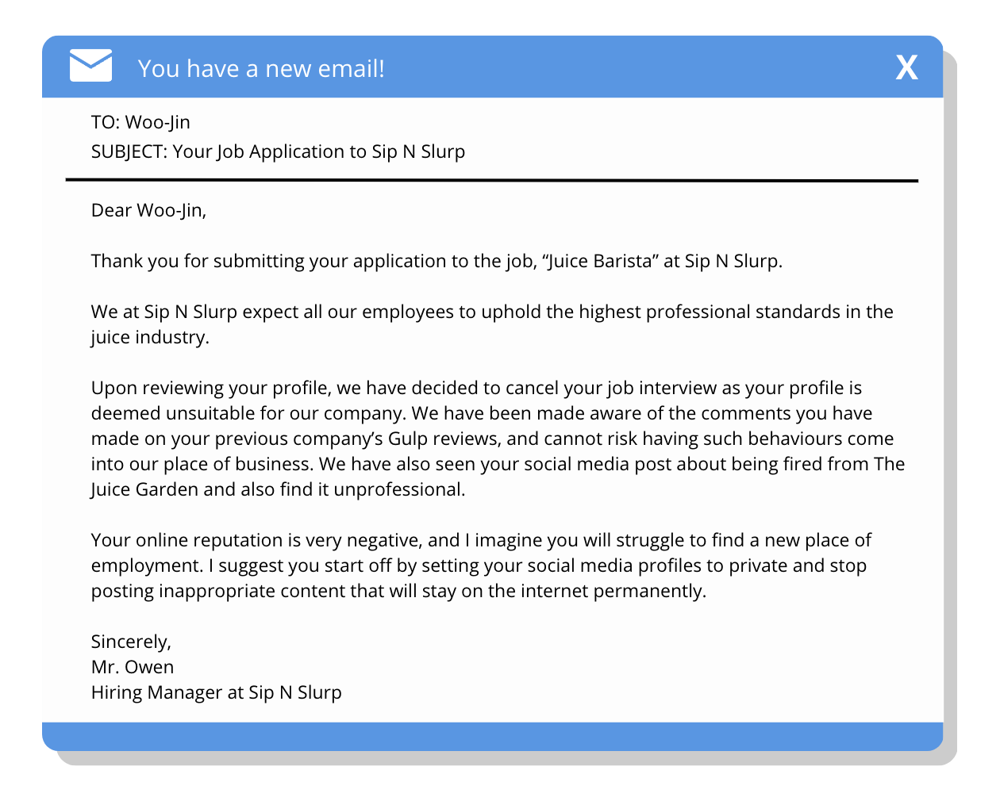 You have a new email!
X
TO: Woo-Jin
SUBJECT: Your Job Application to Sip N Slurp
Dear Woo-Jin,
Thank you for submitting your application to the job, “Juice Barista” at Sip N Slurp.
We at Sip N Slurp expect all our employees to uphold the highest professional standards in the
juice industry.
Upon reviewing your profile, we have decided to cancel your job interview as your profile is
deemed unsuitable for our company. We have been made aware of the comments you have
made on your previous company’s Gulp reviews, and cannot risk having such behaviours come
into our place of business. We have also seen your social media post about being fired from The
Juice Garden and also find it unprofessional.
Your online reputation is very negative, and I imagine you will struggle to find a new place of
employment. I suggest you start off by setting your social media profiles to private and stop
posting inappropriate content that will stay on the internet permanently.
Sincerely,
Mr. Owen
Hiring Manager at Sip N Slurp